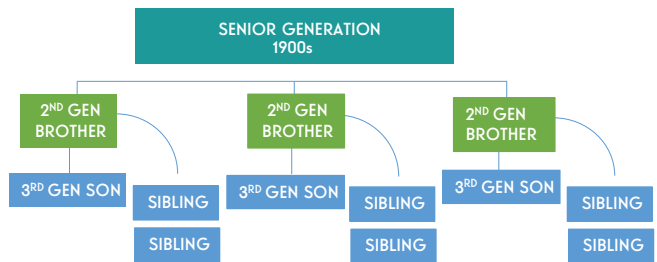 SENIOR GENERATION
1900s
2ND GEN
BROTHER
2ND GEN
BROTHER
2ND GEN
BROTHER
3RD GEN SON
SIBLING
SIBLING
3RD GEN SON
SIBLING
SIBLING
3RD GEN SON
SIBLING
SIBLING